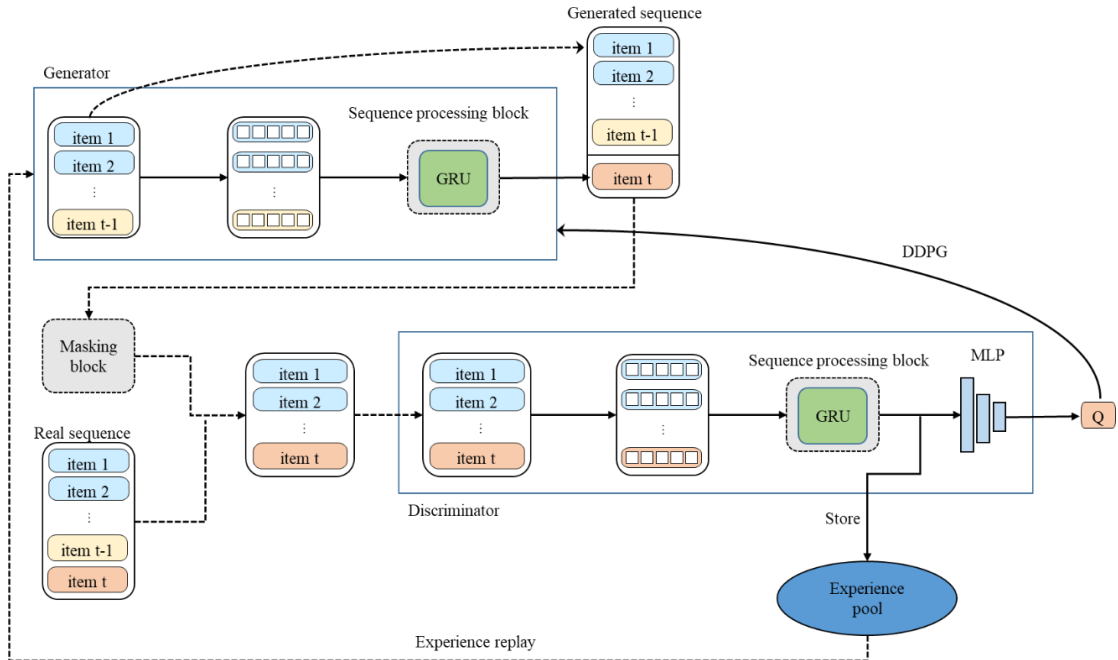 Generated sequence
item 1
item 2
⋮
item t-1
item t
Generator
item 1
item 2
⋮
item t-1
⋮
Sequence processing block
GRU
DDPG
Masking
block
Real sequence
item 1
item 2
⋮
item t-1
item t
item 1
item 2
⋮
item t
Discriminator
item 1
item 2
⋮
item t
⋮
Sequence processing block
GRU
MLP
Q
Store
Experience
pool
Experience replay